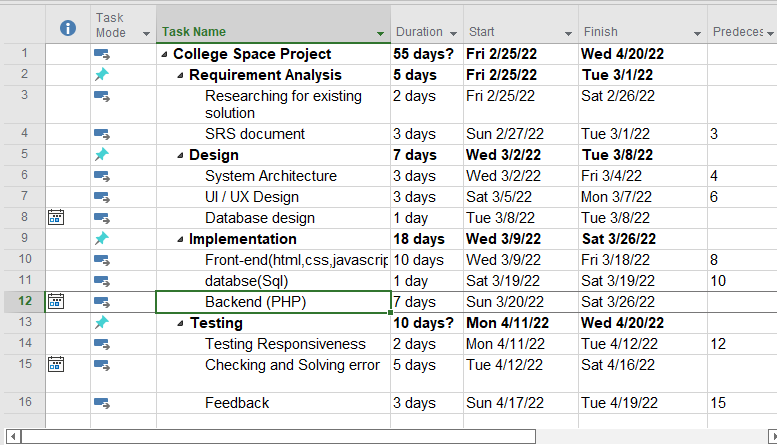 Task Mode Task Name Duration Start Finish Predeces
1 College Space Project 55 days? Fri 2/25/22 Wed 4/20/22
2 Requirement Analysis 5 days Fri 2/25/22 Tue 3/1/22
3 Researching for existing solution 2 days Fri 2/25/22 Sat 2/26/22
4 SRS document 3 days Sun 2/27/22 Tue 3/1/22 3
5 Design 7 days Wed 3/2/22 Tue 3/8/22
6 System Architecture 3 days Wed 3/2/22 Fri 3/4/22 4
7 UI / UX Design 3 days Sat 3/5/22 Mon 3/7/22 6
8 Database design 1 day Tue 3/8/22 Tue 3/8/22
9 Implementation 18 days Wed 3/9/22 Sat 3/26/22
10 Front-end(html,css,javascrip 10 days Wed 3/9/22 Fri 3/18/22 8
11 databse(Sql) 1 day Sat 3/19/22 Sat 3/19/22 10
12 Backend (PHP) 7 days Sun 3/20/22 Sat 3/26/22
13 Testing 10 days? Mon 4/11/22 Wed 4/20/22
14 Testing Responsiveness 2 days Mon 4/11/22 Tue 4/12/22 12
15 Checking and Solving error 5 days Tue 4/12/22 Sat 4/16/22
16 Feedback 3 days Sun 4/17/22 Tue 4/19/22 15